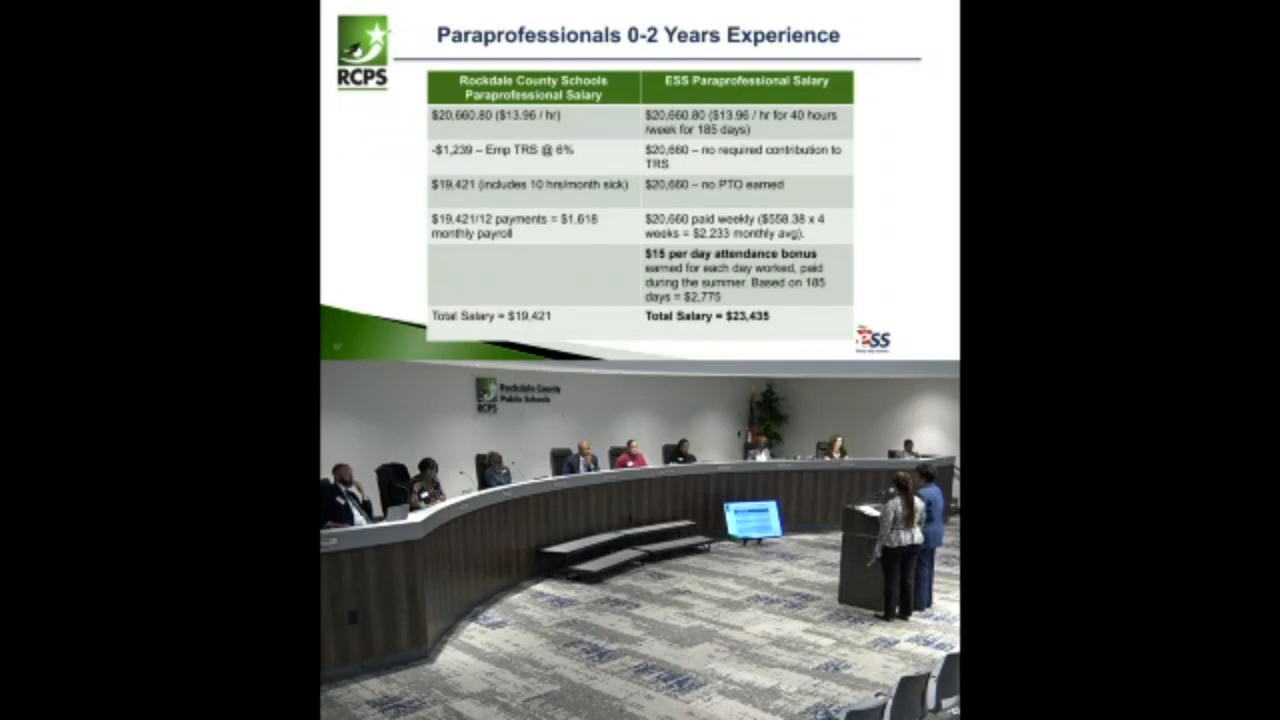 Paraprofessionals 0-2 Years Experience
RCPS
Rockdale County Schools
Paraprofessional Salary
ESS Paraprofessional Salary
$20,660.80 ($13.96 / hr)
$20,660.80 ($13.96 / hr for 40 hours
/week for 185 days)
-$1,239 – Emp TRS @ 6%
$20,660 – no required contribution to
TRS
$19,421 (includes 10 hrs/month sick)
$20,660 – no PTO earned
$19,421/12 payments = $1,618
monthly payroll
$20,660 paid weekly ($558.38 x 4
weeks = $2,233 monthly avg).
$15 per day attendance bonus
earned for each day worked, paid
during the summer. Based on 185
days = $2,775
Total Salary = $19,421
Total Salary = $23,435
ESS
Rockdale County
Public Schools
RCPS